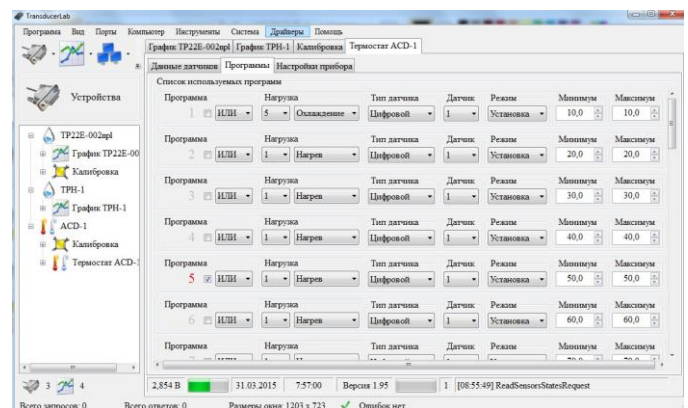 TransducerLab
Программа Вид Порты Компьютер Инструменты Система Драйверы Помощь
График TP22E-002npl График ТРН-1 Калибровка Термостат ACD-1
Данные датчиков Программы Настройки прибора
Список используемых программ
Устройства
TP22E-002npl
График TP22E-00
Калибровка
ТРН-1
График ТРН-1
ACD-1
Калибровка
Термостат ACD-1
Программа Нагрузка Тип датчика Датчик Режим Минимум Максимум
1 ИЛИ 5 Охлаждение Цифровой 1 Установка 10,0 10,0
Программа Нагрузка Тип датчика Датчик Режим Минимум Максимум
2 ИЛИ 1 Нагрев Цифровой 1 Установка 20,0 20,0
Программа Нагрузка Тип датчика Датчик Режим Минимум Максимум
3 ИЛИ 1 Нагрев Цифровой 1 Установка 30,0 30,0
Программа Нагрузка Тип датчика Датчик Режим Минимум Максимум
4 ИЛИ 1 Нагрев Цифровой 1 Установка 40,0 40,0
Программа Нагрузка Тип датчика Датчик Режим Минимум Максимум
5 ИЛИ 1 Нагрев Цифровой 1 Установка 50,0 50,0
Программа Нагрузка Тип датчика Датчик Режим Минимум Максимум
6 ИЛИ 1 Нагрев Цифровой 1 Установка 60,0 60,0
Программа Нагрузка Тип датчика Датчик Режим Минимум Максимум
3 4 2,854 В 31.03.2015 7:57:00 Версия 1.95 1 [08:55:49] ReadSensorsStatesRequest
Всего запросов: 0 Всего ответов: 0 Размеры окна: 1203 x 723 Ошибок нет